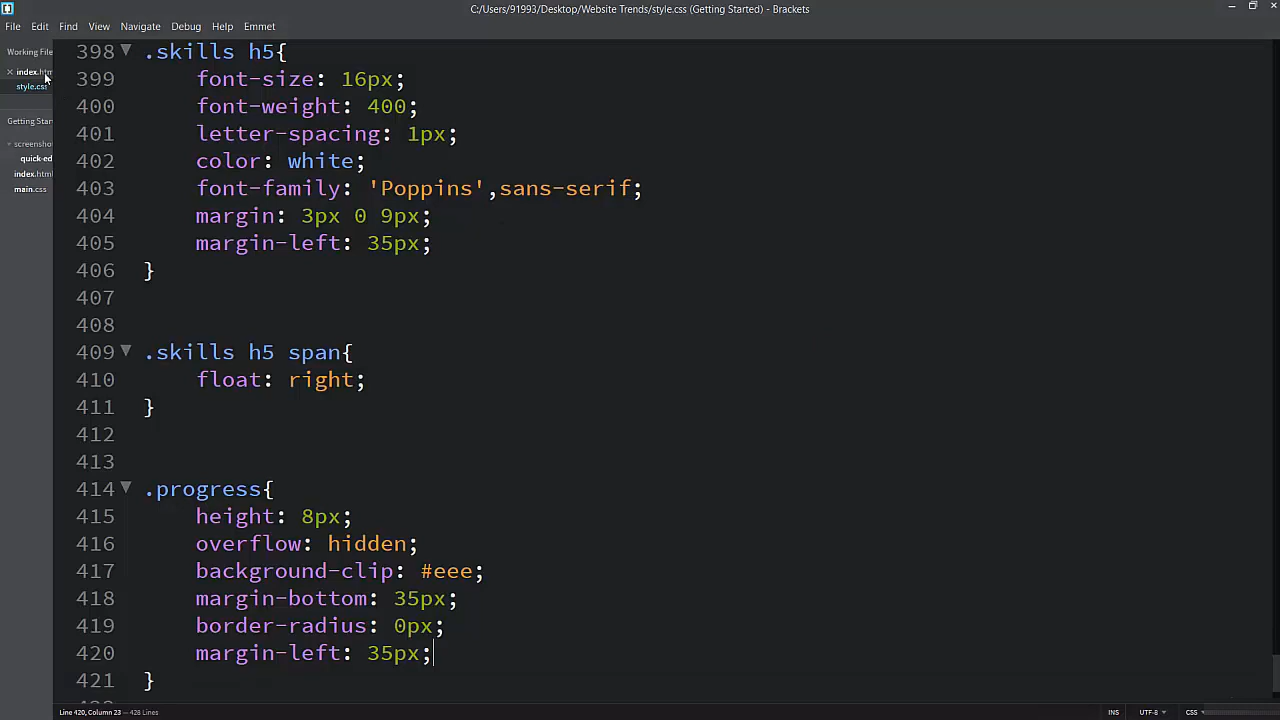 C:/Users/91993/Desktop/Website Trends/style.css (Getting Started) - Brackets
File Edit Find View Navigate Debug Help Emmet
Working File
index.htm
style.css
Getting Star
screensho
quick-ed
index.htm
main.css
398 .skills h5{
399 font-size: 16px;
400 font-weight: 400;
401 letter-spacing: 1px;
402 color: white;
403 font-family: 'Poppins',sans-serif;
404 margin: 3px 0 9px;
405 margin-left: 35px;
406 }
407
408
409 .skills h5 span{
410 float: right;
411 }
412
413
414 .progress{
415 height: 8px;
416 overflow: hidden;
417 background-clip: #eee;
418 margin-bottom: 35px;
419 border-radius: 0px;
420 margin-left: 35px;
421 }
Line 420, Column 23 — 428 Lines
INS UTF-8 CSS